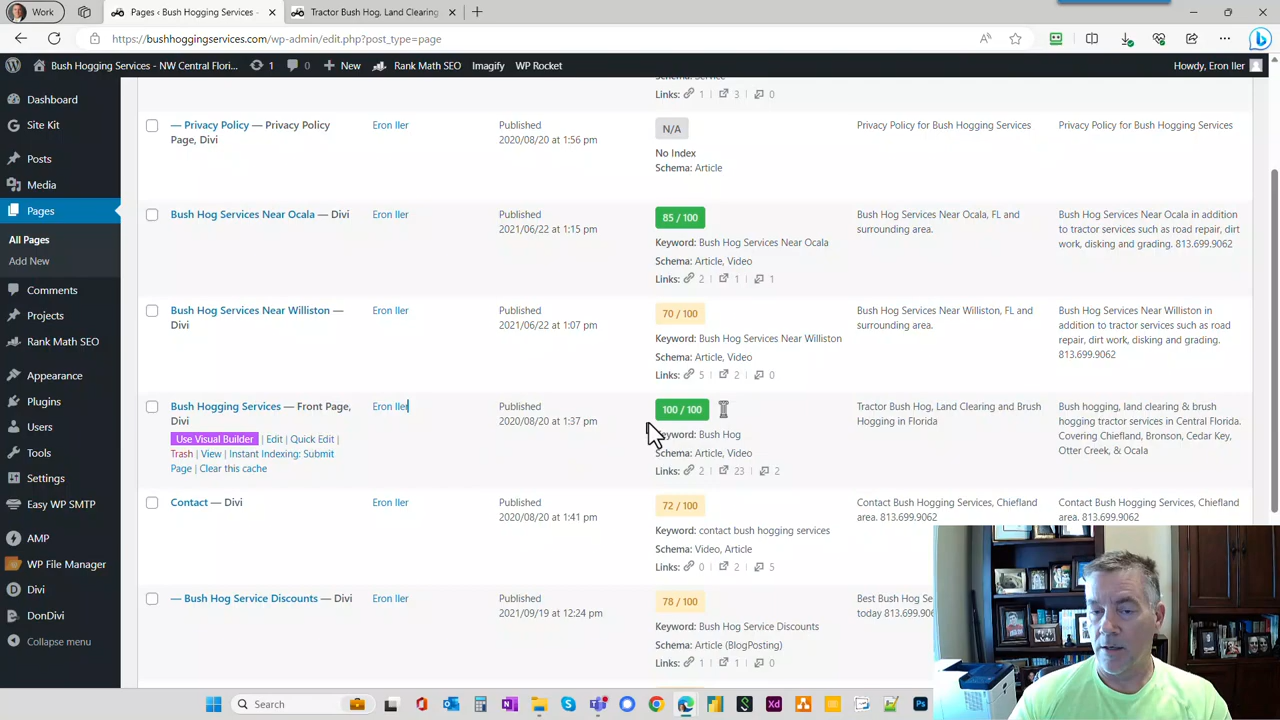 Work
Pages ‹ Bush Hogging Services -
Tractor Bush Hog, Land Clearing
https://bushhoggingservices.com/wp-admin/edit.php?post_type=page
Bush Hogging Services - NW Central Flori...
1
0
New
Rank Math SEO
Imagify
WP Rocket
Howdy, Eron Iler
Dashboard
Site Kit
Posts
Media
Pages
All Pages
Add New
Comments
Projects
Rank Math SEO
Appearance
Plugins
Users
Tools
Settings
Easy WP SMTP
AMP
WP File Manager
Divi
DonDivi
Collapse menu
Links: 1 | 3 | 0
— Privacy Policy — Privacy Policy
Page, Divi
Eron Iler
Published
2020/08/20 at 1:56 pm
N/A
No Index
Schema: Article
Privacy Policy for Bush Hogging Services
Privacy Policy for Bush Hogging Services
Bush Hog Services Near Ocala — Divi
Eron Iler
Published
2021/06/22 at 1:15 pm
85 / 100
Keyword: Bush Hog Services Near Ocala
Schema: Article, Video
Links: 2 | 1 | 1
Bush Hog Services Near Ocala, FL and
surrounding area.
Bush Hog Services Near Ocala in addition
to tractor services such as road repair, dirt
work, disking and grading. 813.699.9062
Bush Hog Services Near Williston —
Divi
Eron Iler
Published
2021/06/22 at 1:07 pm
70 / 100
Keyword: Bush Hog Services Near Williston
Schema: Article, Video
Links: 5 | 2 | 0
Bush Hog Services Near Williston, FL and
surrounding area.
Bush Hog Services Near Williston in
addition to tractor services such as road
repair, dirt work, disking and grading.
813.699.9062
Bush Hogging Services — Front Page,
Divi
Use Visual Builder | Edit | Quick Edit |
Trash | View | Instant Indexing: Submit
Page | Clear this cache
Eron Iler
Published
2020/08/20 at 1:37 pm
100 / 100
Keyword: Bush Hog
Schema: Article, Video
Links: 2 | 23 | 2
Tractor Bush Hog, Land Clearing and Brush
Hogging in Florida
Bush hogging, land clearing & brush
hogging tractor services in Central Florida.
Covering Chiefland, Bronson, Cedar Key,
Otter Creek, & Ocala
Contact — Divi
Eron Iler
Published
2020/08/20 at 1:41 pm
72 / 100
Keyword: contact bush hogging services
Schema: Video, Article
Links: 0 | 2 | 5
Contact Bush Hogging Services, Chiefland
area. 813.699.9062
Contact Bush Hogging Services, Chiefland
area. 813.699.9062
— Bush Hog Service Discounts — Divi
Eron Iler
Published
2021/09/19 at 12:24 pm
78 / 100
Keyword: Bush Hog Service Discounts
Schema: Article (BlogPosting)
Links: 1 | 1 | 0
Best Bush Hog Se
today 813.699.90
Search